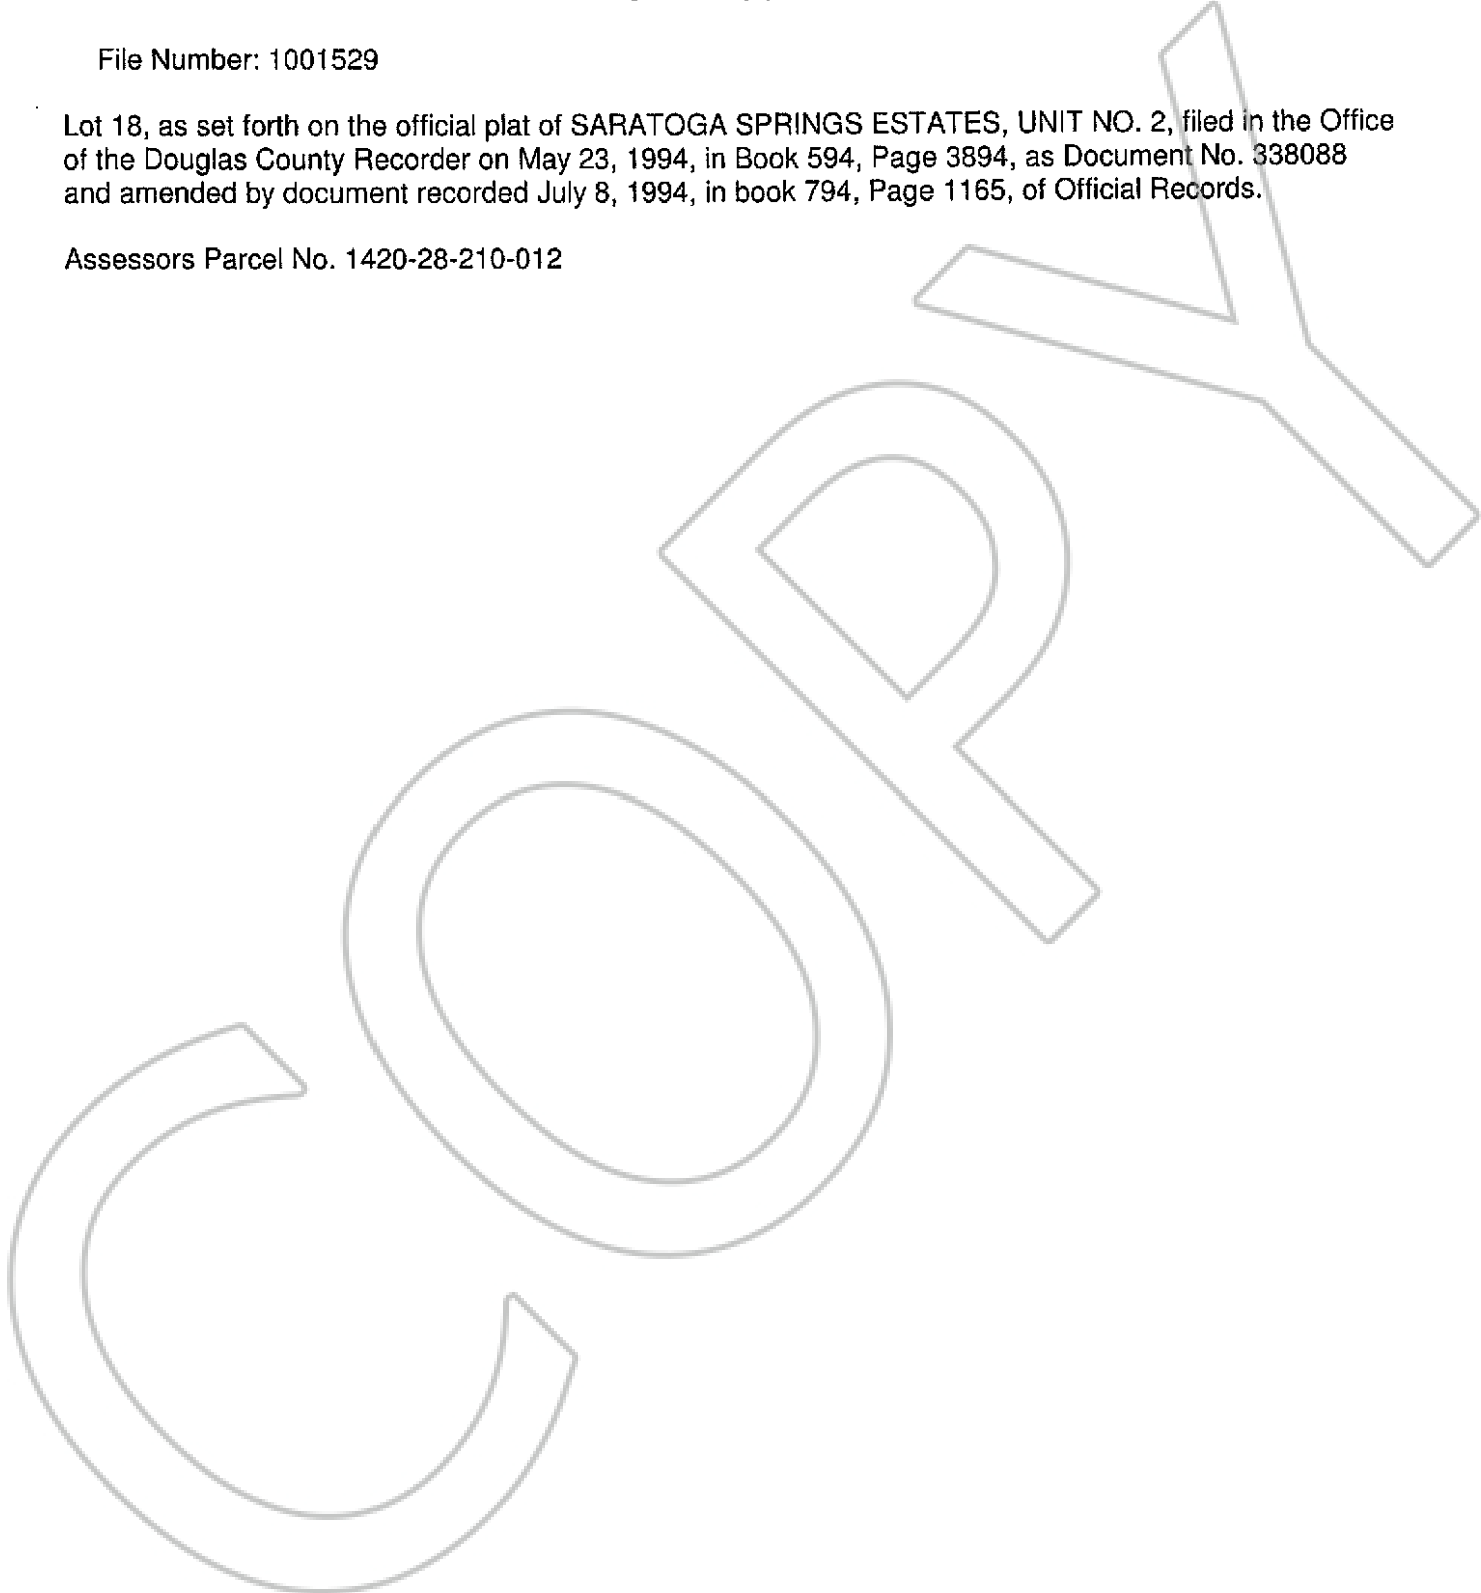 File Number: 1001529
Lot 18, as set forth on the official plat of SARATOGA SPRINGS ESTATES, UNIT NO. 2, filed in the Office
of the Douglas County Recorder on May 23, 1994, in Book 594, Page 3894, as Document No. 338088
and amended by document recorded July 8, 1994, in book 794, Page 1165, of Official Records.
Assessors Parcel No. 1420-28-210-012
COPY